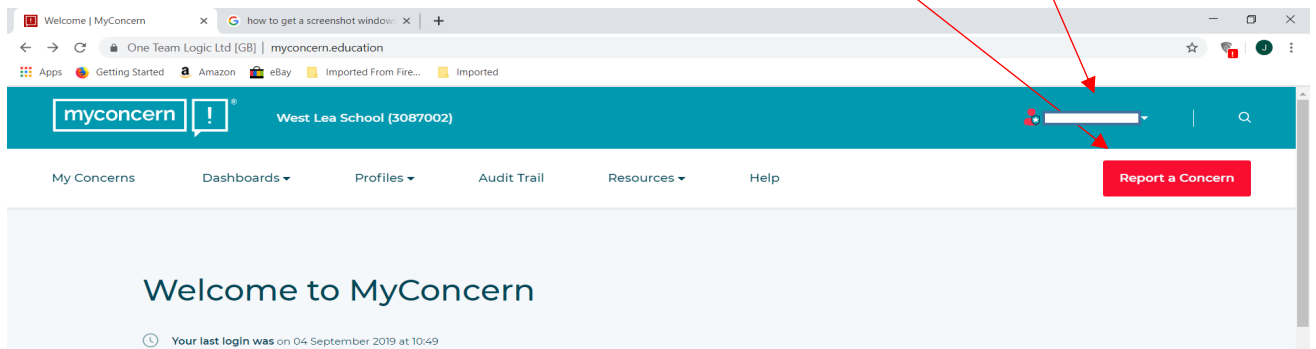 Welcome | MyConcern
how to get a screenshot window
One Team Logic Ltd [GB] | myconcern.education
J
Apps Getting Started Amazon eBay Imported From Fire... Imported
myconcern ! ® West Lea School (3087002)
My Concerns Dashboards Profiles Audit Trail Resources Help Report a Concern
Welcome to MyConcern
Your last login was on 04 September 2019 at 10:49